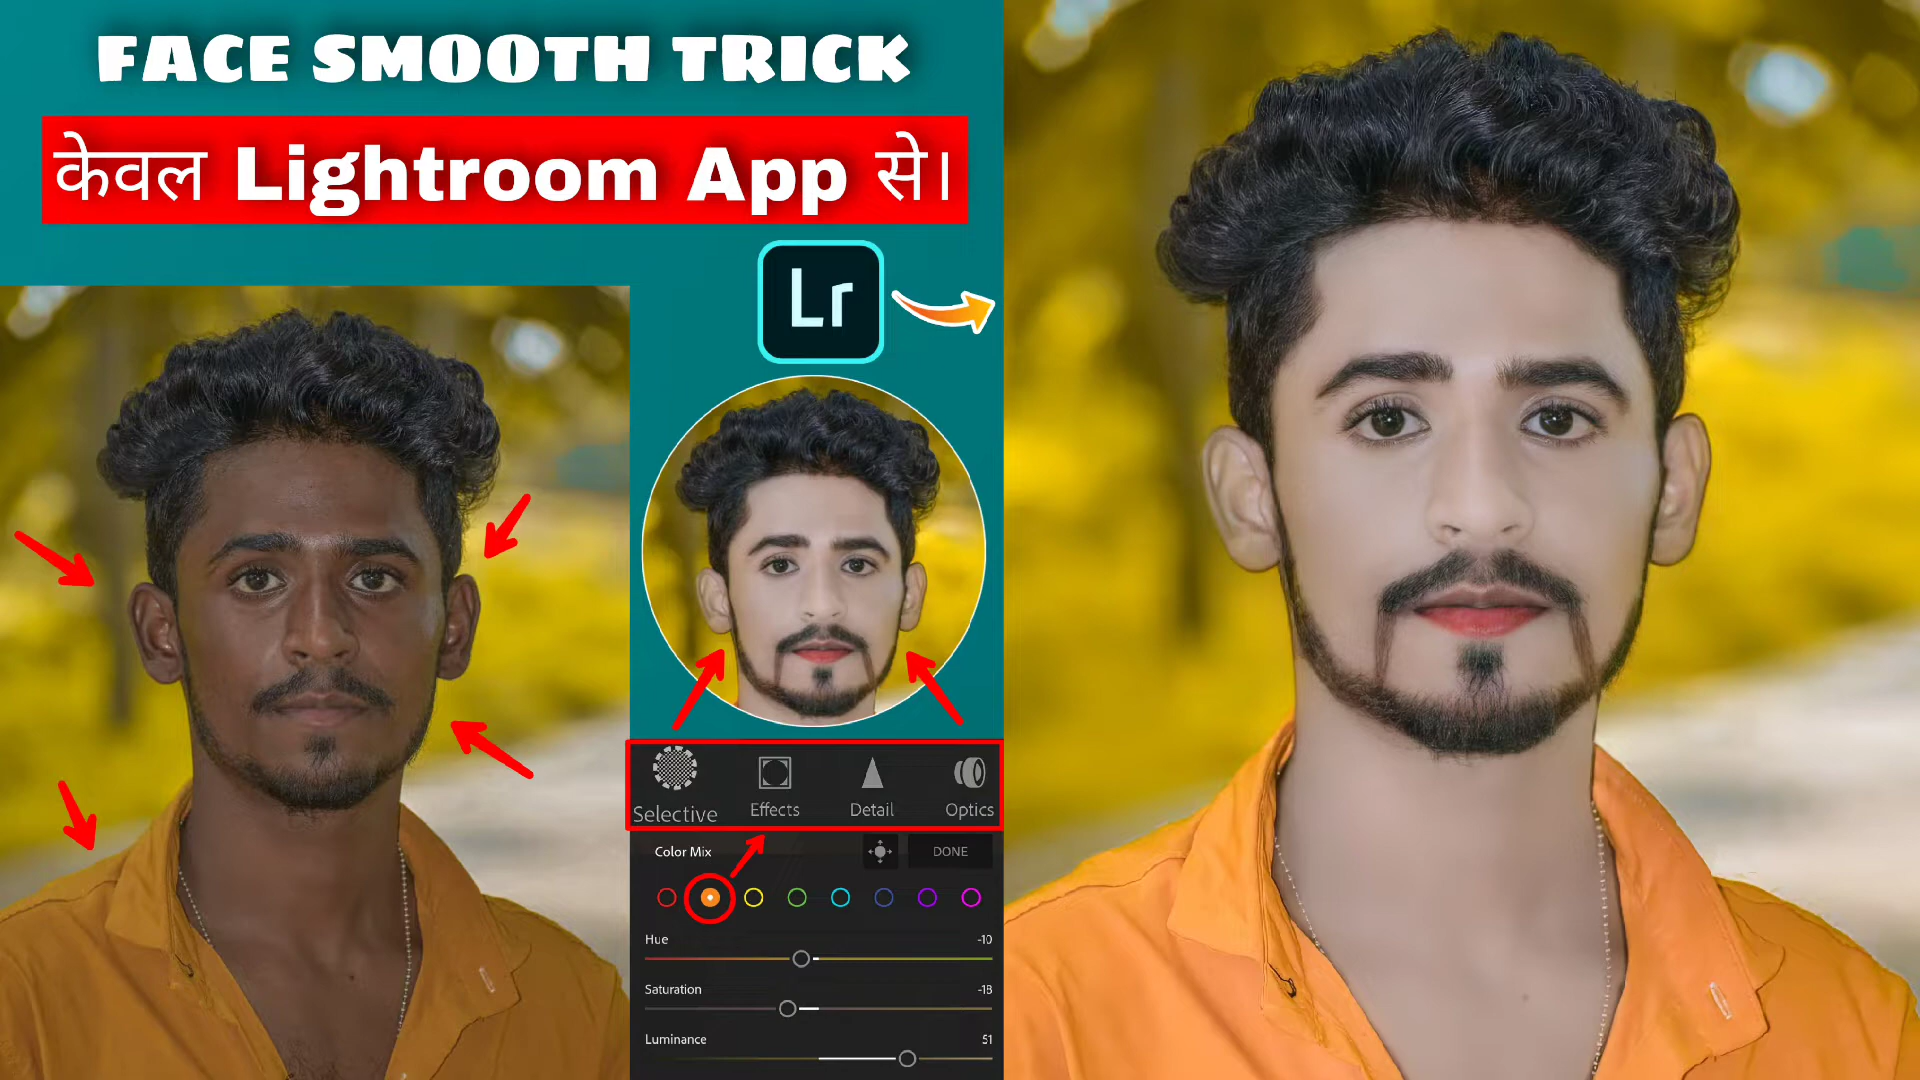 FACE SMOOTH TRICK
केवल Lightroom App से।
Lr
Selective Effects Detail Optics
Color Mix DONE
Hue -10
Saturation -18
Luminance 51